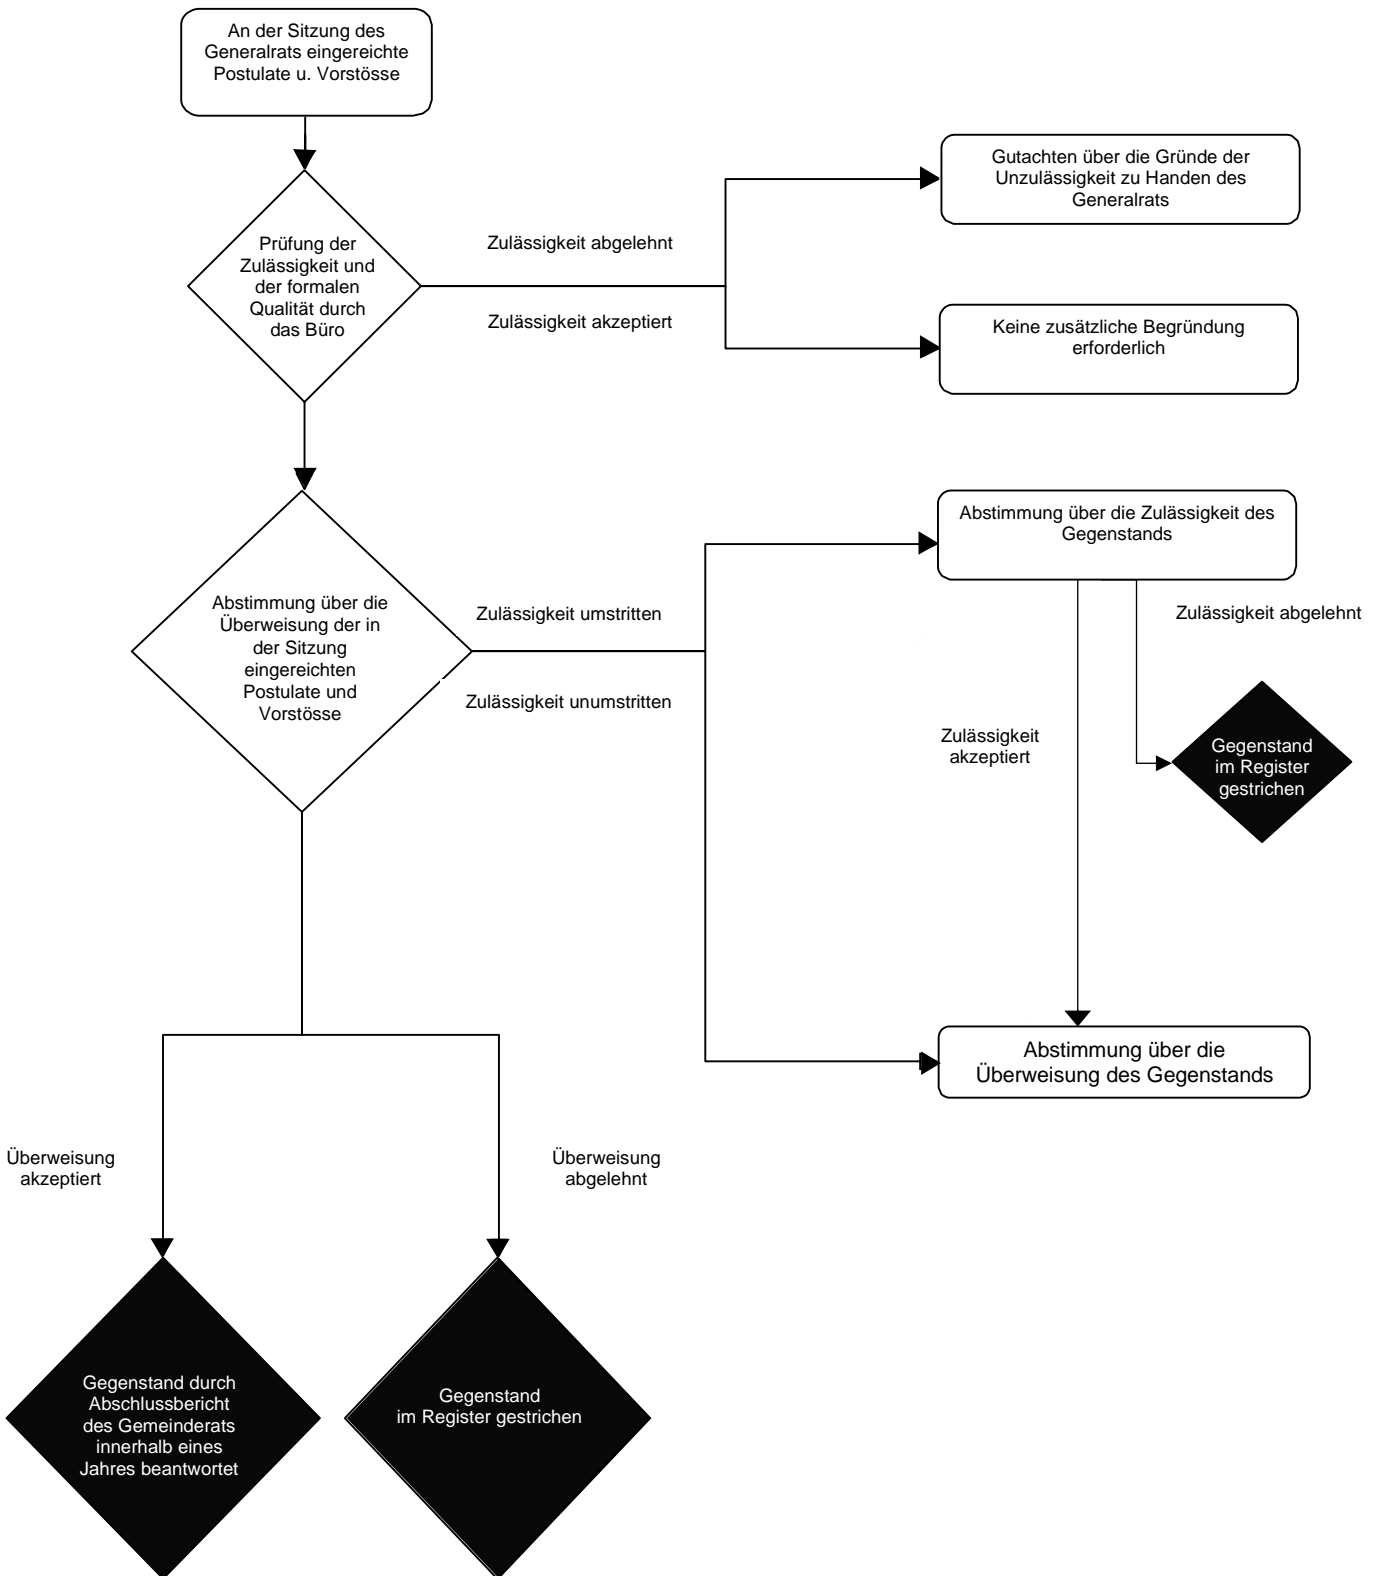 An der Sitzung des
Generalrats eingereichte
Postulate u. Vorstösse
Gutachten über die Gründe der
Unzulässigkeit zu Handen des
Generalrats
Prüfung der
Zulässigkeit und
der formalen
Qualität durch
das Büro
Zulässigkeit abgelehnt
Zulässigkeit akzeptiert
Keine zusätzliche Begründung
erforderlich
Abstimmung über die Zulässigkeit des
Gegenstands
Abstimmung über die
Überweisung der in
der Sitzung
eingereichten
Postulate und
Vorstösse
Zulässigkeit umstritten
Zulässigkeit unumstritten
Zulässigkeit abgelehnt
Zulässigkeit
akzeptiert
Gegenstand
im Register
gestrichen
Abstimmung über die
Überweisung des Gegenstands
Überweisung
akzeptiert
Überweisung
abgelehnt
Gegenstand durch
Abschlussbericht
des Gemeinderats
innerhalb eines
Jahres beantwortet
Gegenstand
im Register gestrichen